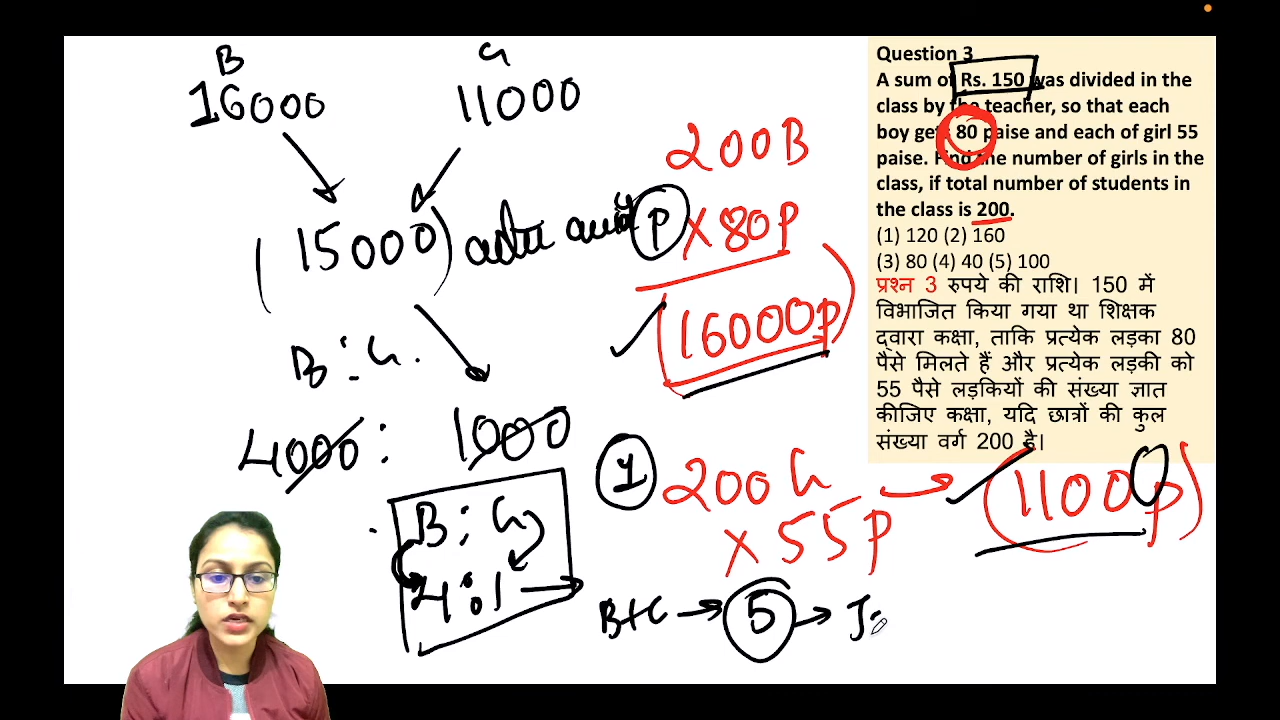 B G
16000 11000
(15000)
B : G.
4000 : 1000
B : G
4 : 1
200B
P × 80P
16000p
1 200 G
× 55 p
(11000p)
B+G → 5 →
Question 3
A sum of Rs. 150 was divided in the
class by the teacher, so that each
boy gets 80 paise and each of girl 55
paise. Find the number of girls in the
class, if total number of students in
the class is 200.
(1) 120 (2) 160
(3) 80 (4) 40 (5) 100
प्रश्न 3 रुपये की राशि। 150 में
विभाजित किया गया था शिक्षक
द्वारा कक्षा, ताकि प्रत्येक लड़का 80
पैसे मिलते हैं और प्रत्येक लड़की को
55 पैसे लड़कियों की संख्या ज्ञात
कीजिए कक्षा, यदि छात्रों की कुल
संख्या वर्ग 200 है।